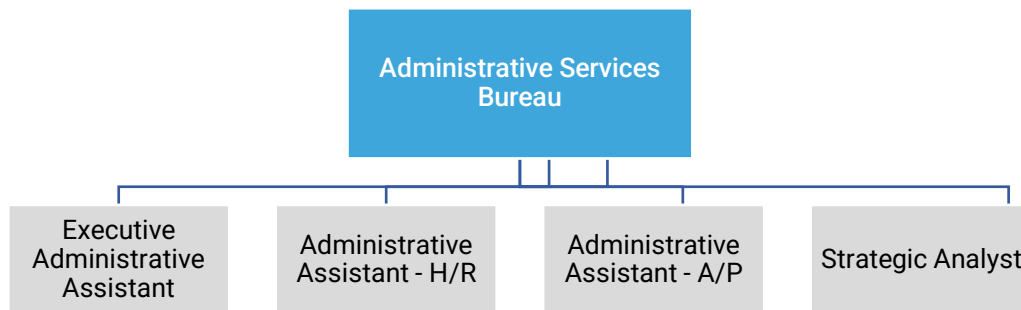 Administrative Services
Bureau
Executive
Administrative
Assistant
Administrative
Assistant - H/R
Administrative
Assistant - A/P
Strategic Analyst